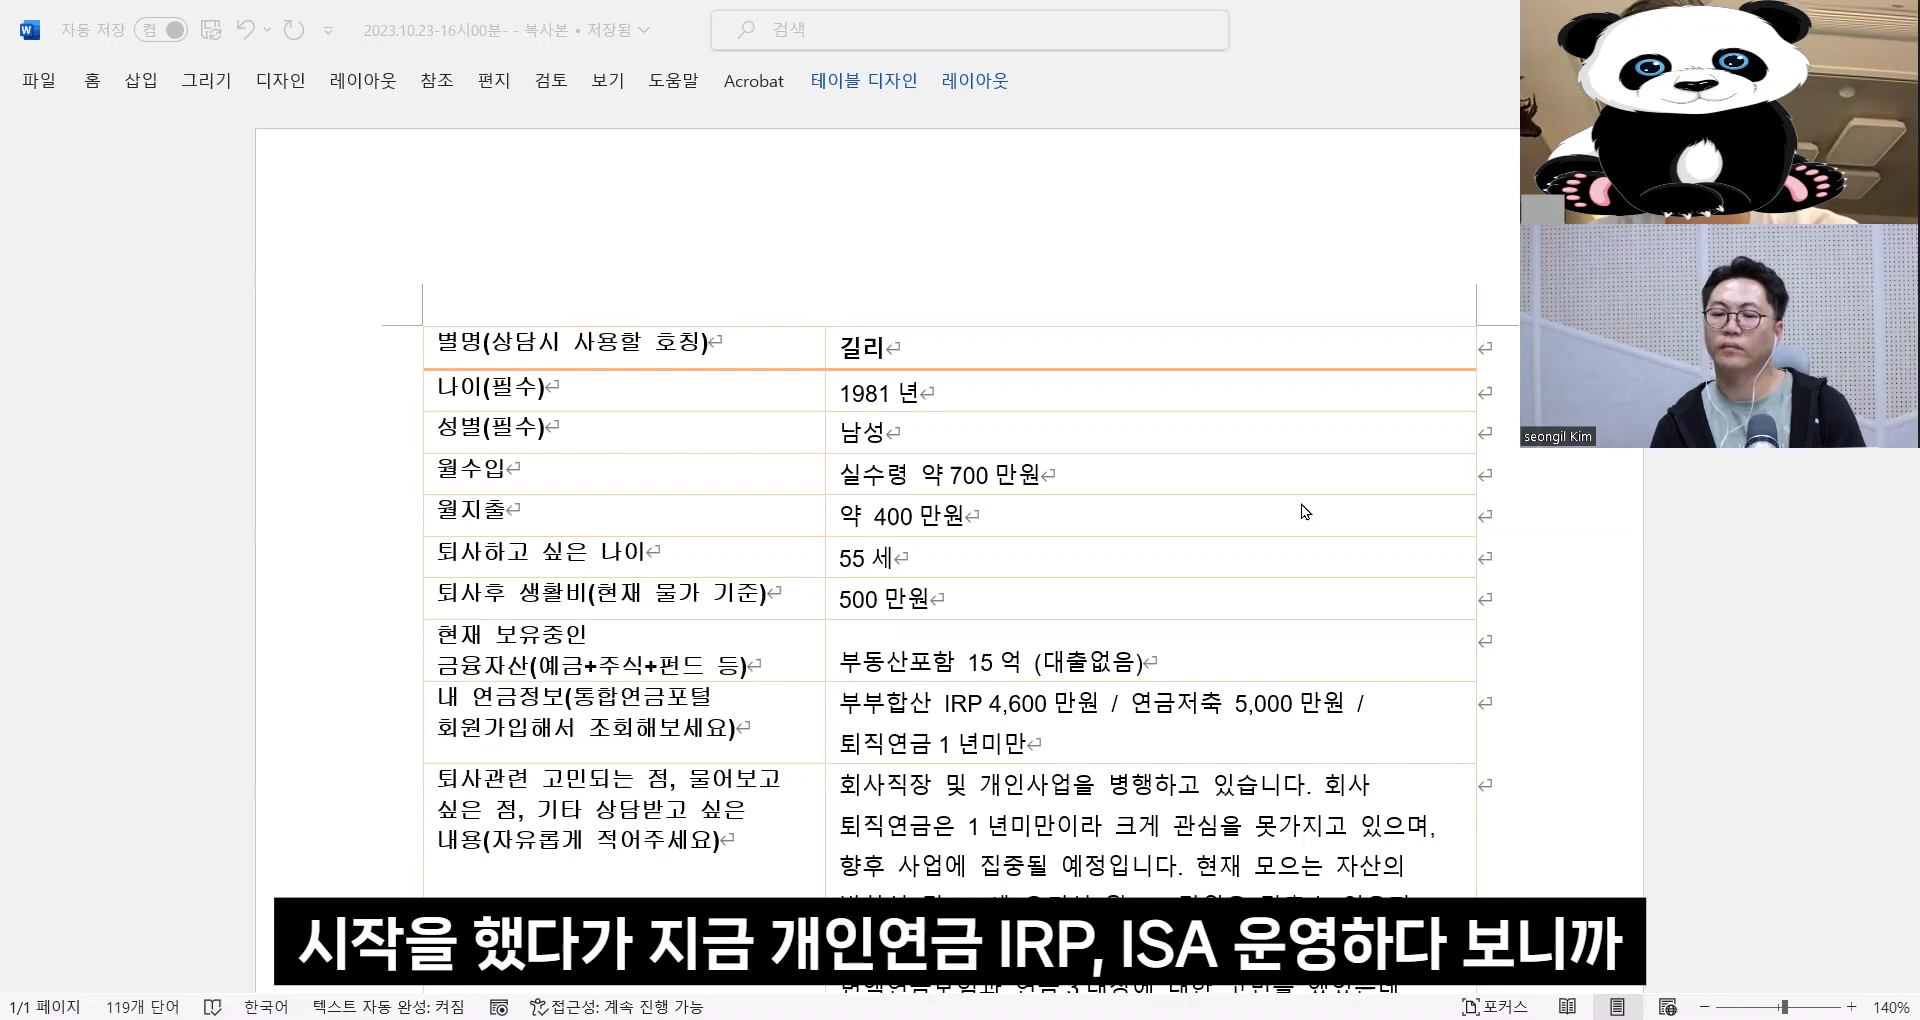 자동 저장 켬 2023.10.23-16시00분- - 복사본 • 저장됨 검색
파일 홈 삽입 그리기 디자인 레이아웃 참조 편지 검토 보기 도움말 Acrobat 테이블 디자인 레이아웃
별명(상담시 사용할 호칭) 길리
나이(필수) 1981 년
성별(필수) 남성
월수입 실수령 약 700 만원
월지출 약 400 만원
퇴사하고 싶은 나이 55 세
퇴사후 생활비(현재 물가 기준) 500 만원
현재 보유중인
금융자산(예금+주식+펀드 등) 부동산포함 15 억 (대출없음)
내 연금정보(통합연금포털
회원가입해서 조회해보세요)
부부합산 IRP 4,600 만원 / 연금저축 5,000 만원 /
퇴직연금 1 년미만
퇴사관련 고민되는 점, 물어보고
싶은 점, 기타 상담받고 싶은
내용(자유롭게 적어주세요)
회사직장 및 개인사업을 병행하고 있습니다. 회사
퇴직연금은 1 년미만이라 크게 관심을 못가지고 있으며,
향후 사업에 집중될 예정입니다. 현재 모으는 자산의
seongil Kim
시작을 했다가 지금 개인연금 IRP, ISA 운영하다 보니까
1/1 페이지 119개 단어 한국어 텍스트 자동 완성: 켜짐 접근성: 계속 진행 가능 포커스 140%